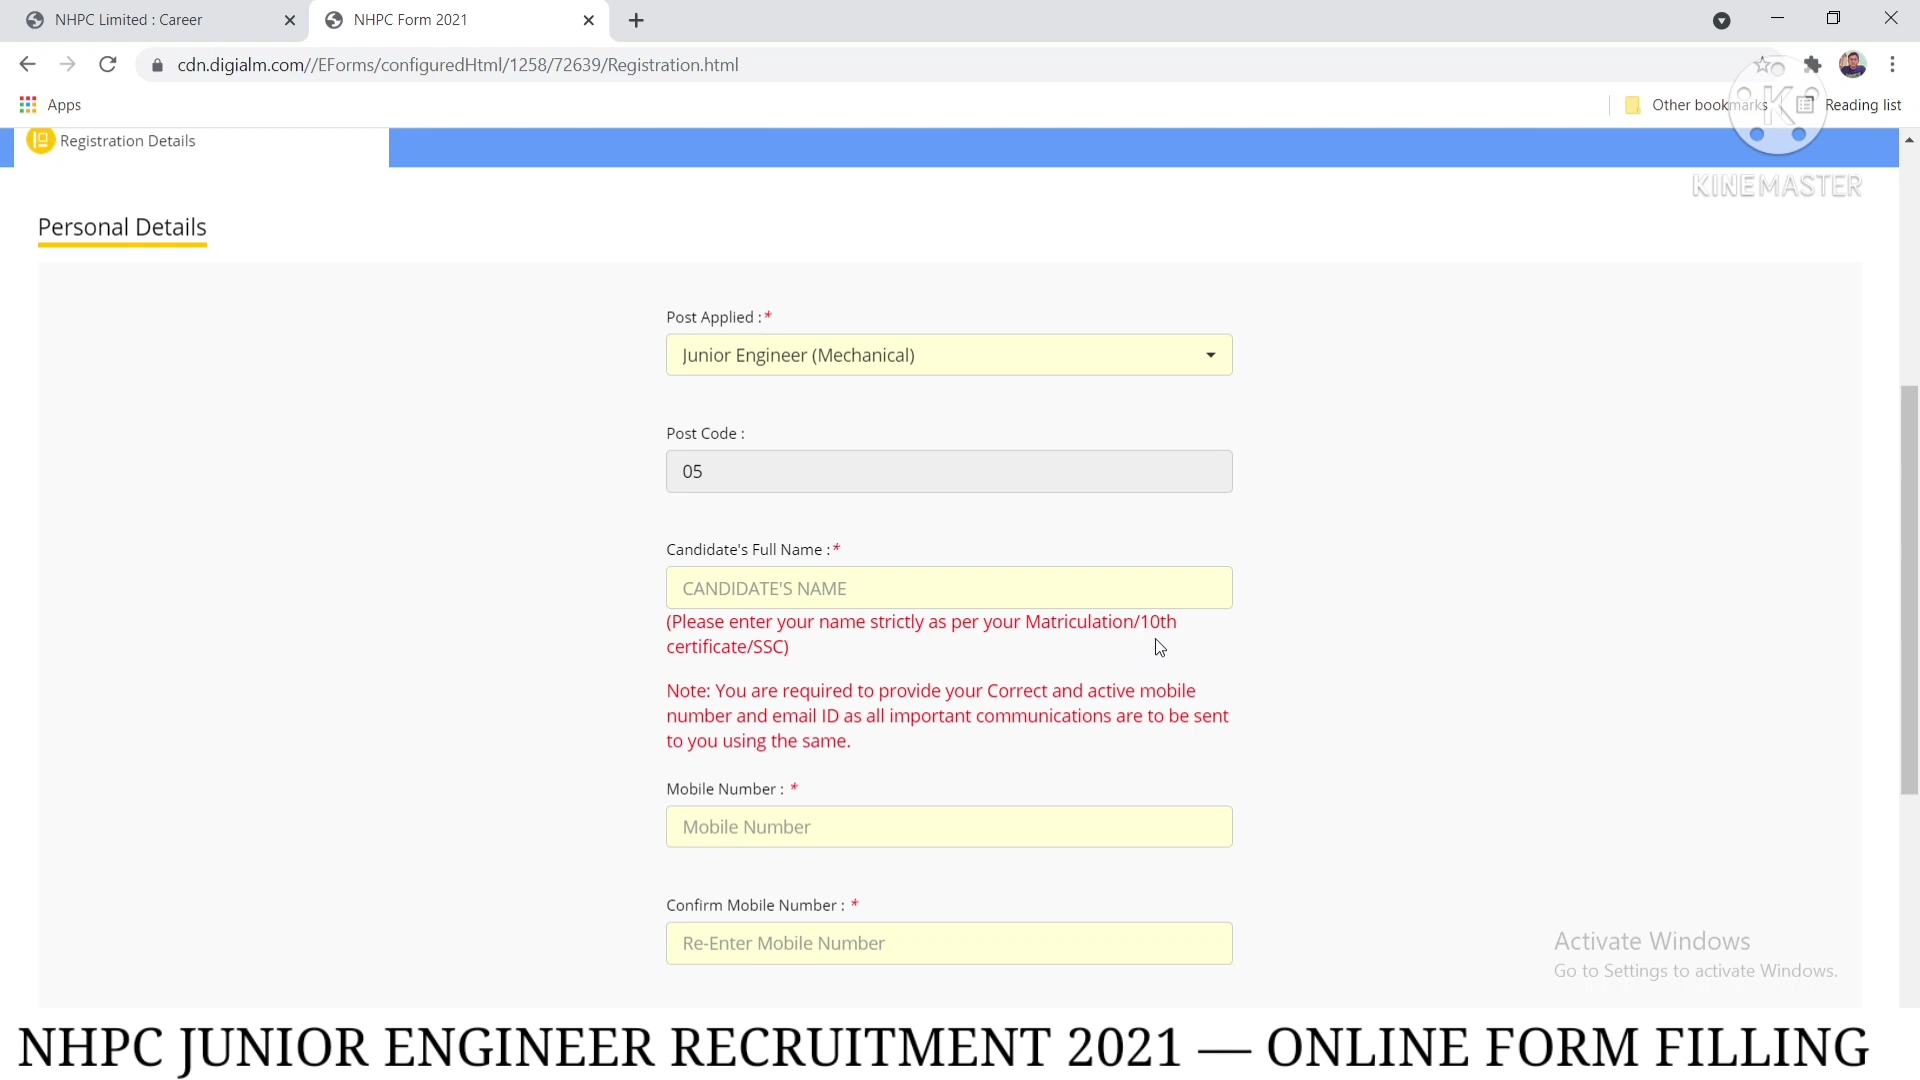 NHPC Limited : Career
NHPC Form 2021
cdn.digialm.com//EForms/configuredHtml/1258/72639/Registration.html
Apps
Other bookmarks
Reading list
K
KINEMASTER
Registration Details
Personal Details
Post Applied :*
Junior Engineer (Mechanical)
Post Code :
05
Candidate's Full Name :*
CANDIDATE'S NAME
(Please enter your name strictly as per your Matriculation/10th
certificate/SSC)
Note: You are required to provide your Correct and active mobile
number and email ID as all important communications are to be sent
to you using the same.
Mobile Number : *
Mobile Number
Confirm Mobile Number : *
Re-Enter Mobile Number
Activate Windows
Go to Settings to activate Windows.
NHPC JUNIOR ENGINEER RECRUITMENT 2021 — ONLINE FORM FILLING